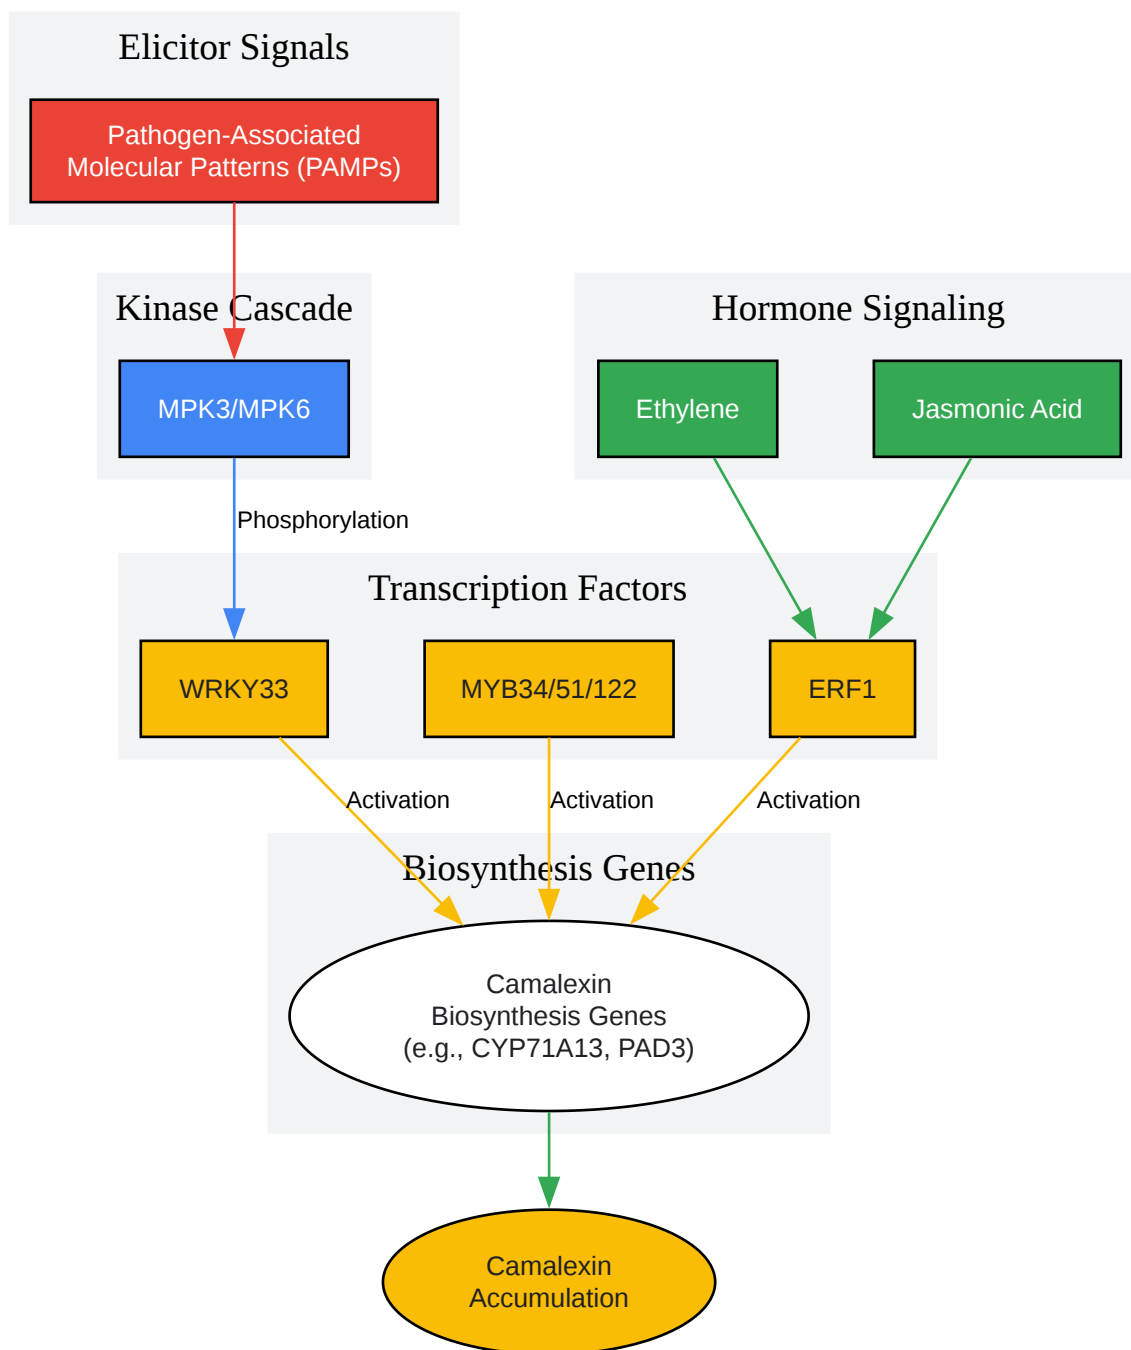 Elicitor Signals
Pathogen-Associated
Molecular Patterns (PAMPs)
Kinase Cascade
Hormone Signaling
MPK3/MPK6
Ethylene
Jasmonic Acid
Phosphorylation
Transcription Factors
WRKY33
MYB34/51/122
ERF1
Activation
Activation
Activation
Biosynthesis Genes
Camalexin
Biosynthesis Genes
(e.g., CYP71A13, PAD3)
Camalexin
Accumulation